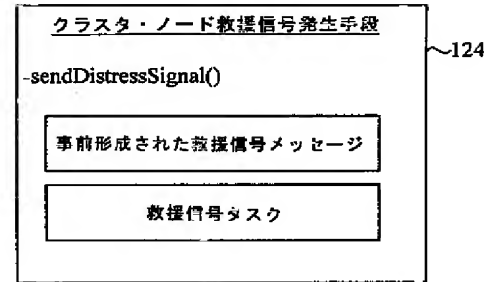 クラスタ・ノード救援信号発生手段
124
-sendDistressSignal()
事前形成された救援信号メッセージ
救援信号タスク